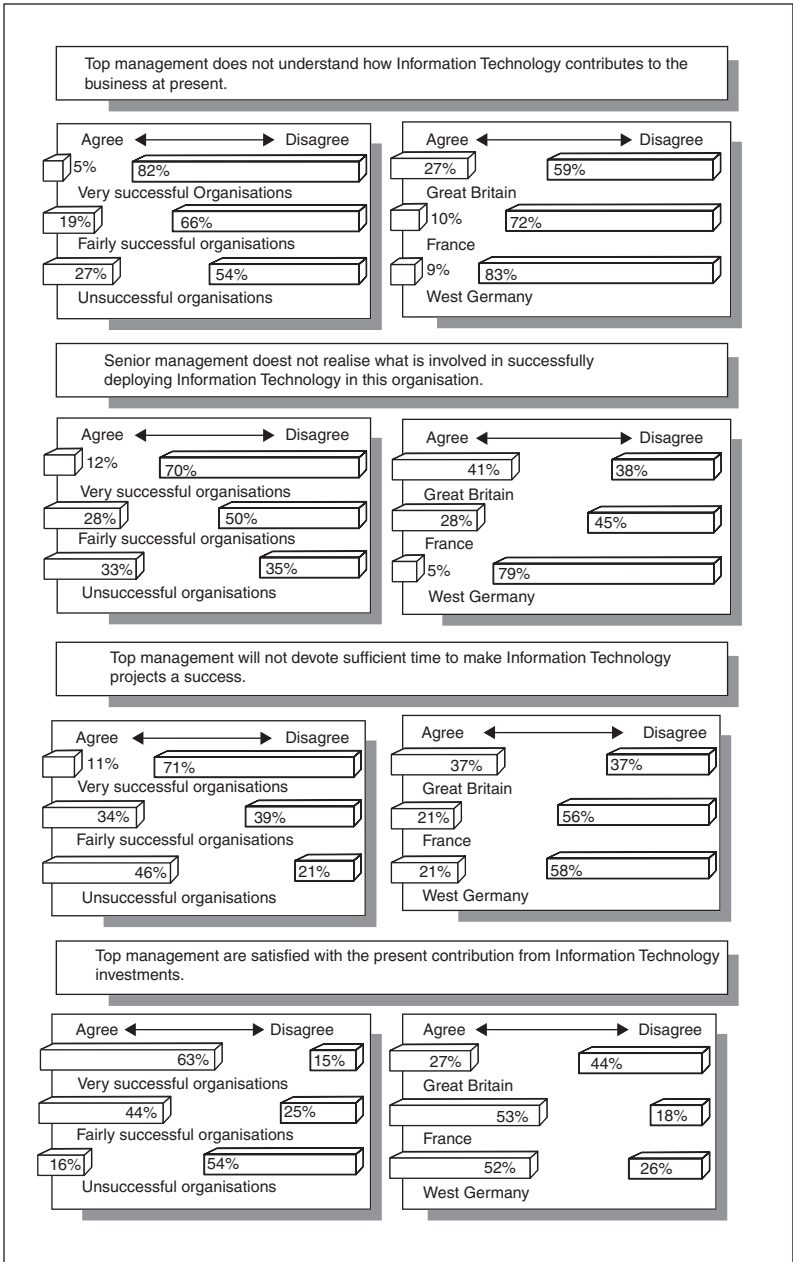 Top management does not understand how Information Technology contributes to the
business at present.
Agree Disagree
5% 82%
Very successful Organisations
19% 66%
Fairly successful organisations
27% 54%
Unsuccessful organisations
Agree Disagree
27% 59%
Great Britain
10% 72%
France
9% 83%
West Germany
Senior management doest not realise what is involved in successfully
deploying Information Technology in this organisation.
Agree Disagree
12% 70%
Very successful organisations
28% 50%
Fairly successful organisations
33% 35%
Unsuccessful organisations
Agree Disagree
41% 38%
Great Britain
28% 45%
France
5% 79%
West Germany
Top management will not devote sufficient time to make Information Technology
projects a success.
Agree Disagree
11% 71%
Very successful organisations
34% 39%
Fairly successful organisations
46% 21%
Unsuccessful organisations
Agree Disagree
37% 37%
Great Britain
21% 56%
France
21% 58%
West Germany
Top management are satisfied with the present contribution from Information Technology
investments.
Agree Disagree
63% 15%
Very successful organisations
44% 25%
Fairly successful organisations
16% 54%
Unsuccessful organisations
Agree Disagree
27% 44%
Great Britain
53% 18%
France
52% 26%
West Germany